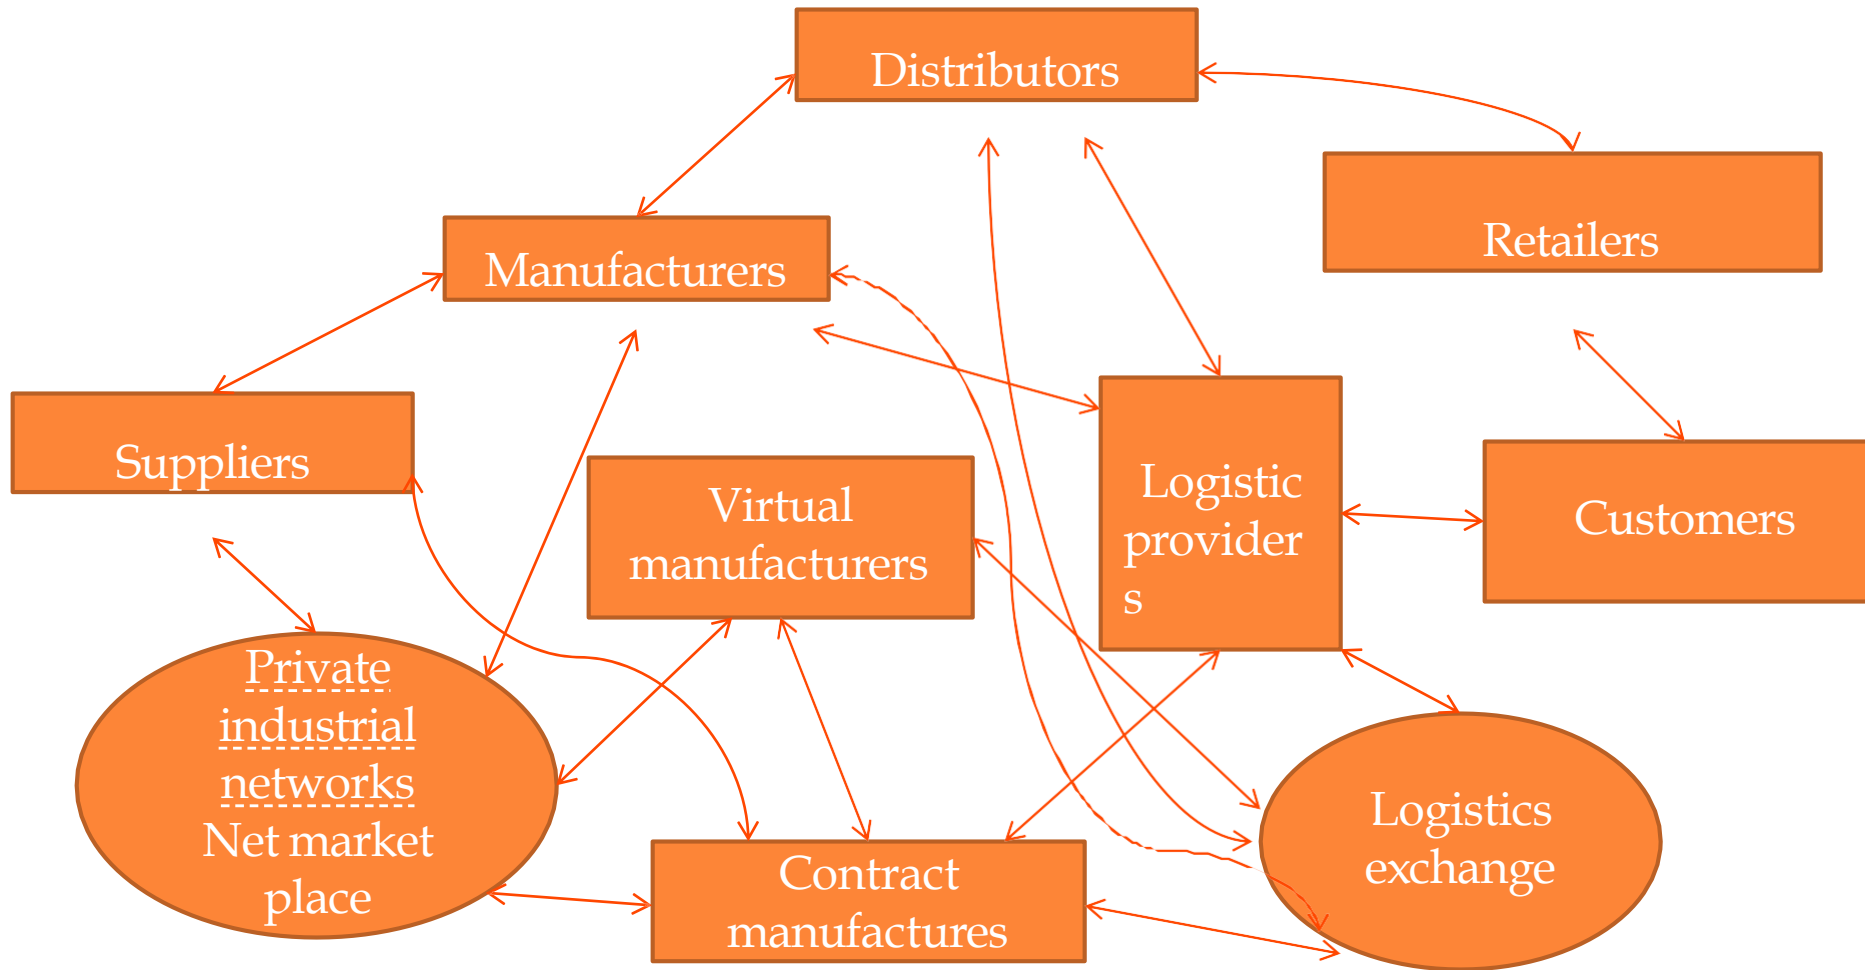 Distributors
Retailers
Manufacturers
Suppliers
Virtual
manufacturers
Logistic
provider
s
Customers
Private
industrial
networks
Net market
place
Contract
manufactures
Logistics
exchange